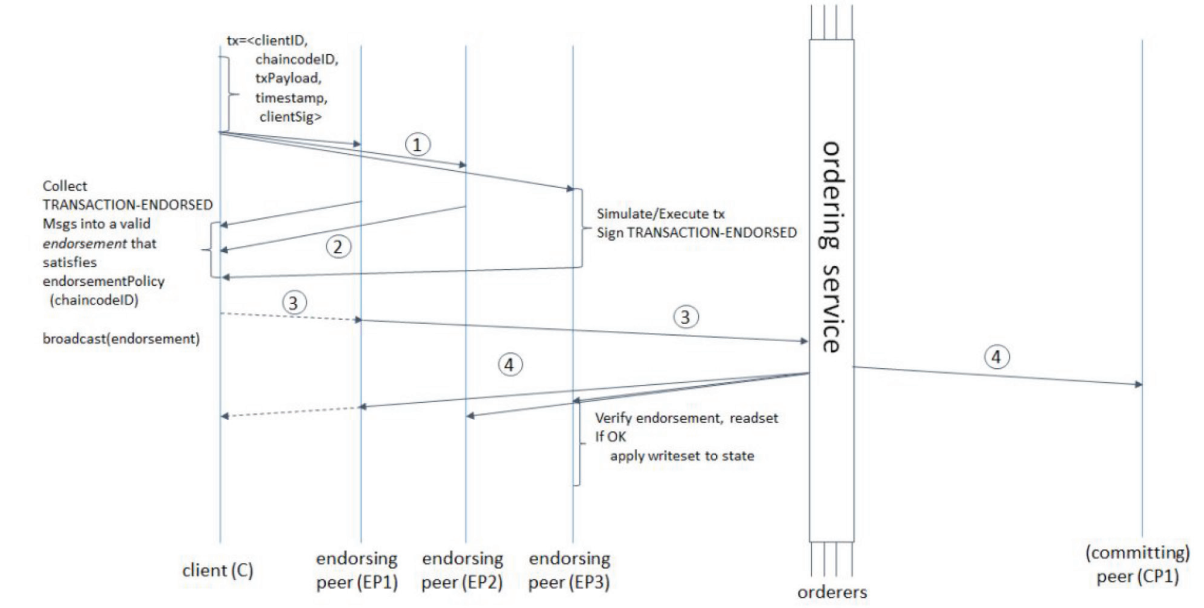 tx=<clientID,
chaincodeID,
txPayload,
timestamp,
clientSig>
1
Collect
TRANSACTION-ENDORSED
Msgs into a valid
endorsement that
satisfies
endorsementPolicy
(chaincodeID)
broadcast(endorsement)
2
Simulate/Execute tx
Sign TRANSACTION-ENDORSED
3
3
ordering service
4
4
Verify endorsement, readset
If OK
apply writeset to state
client (C)
endorsing
peer (EP1)
endorsing
peer (EP2)
endorsing
peer (EP3)
orderers
(committing)
peer (CP1)